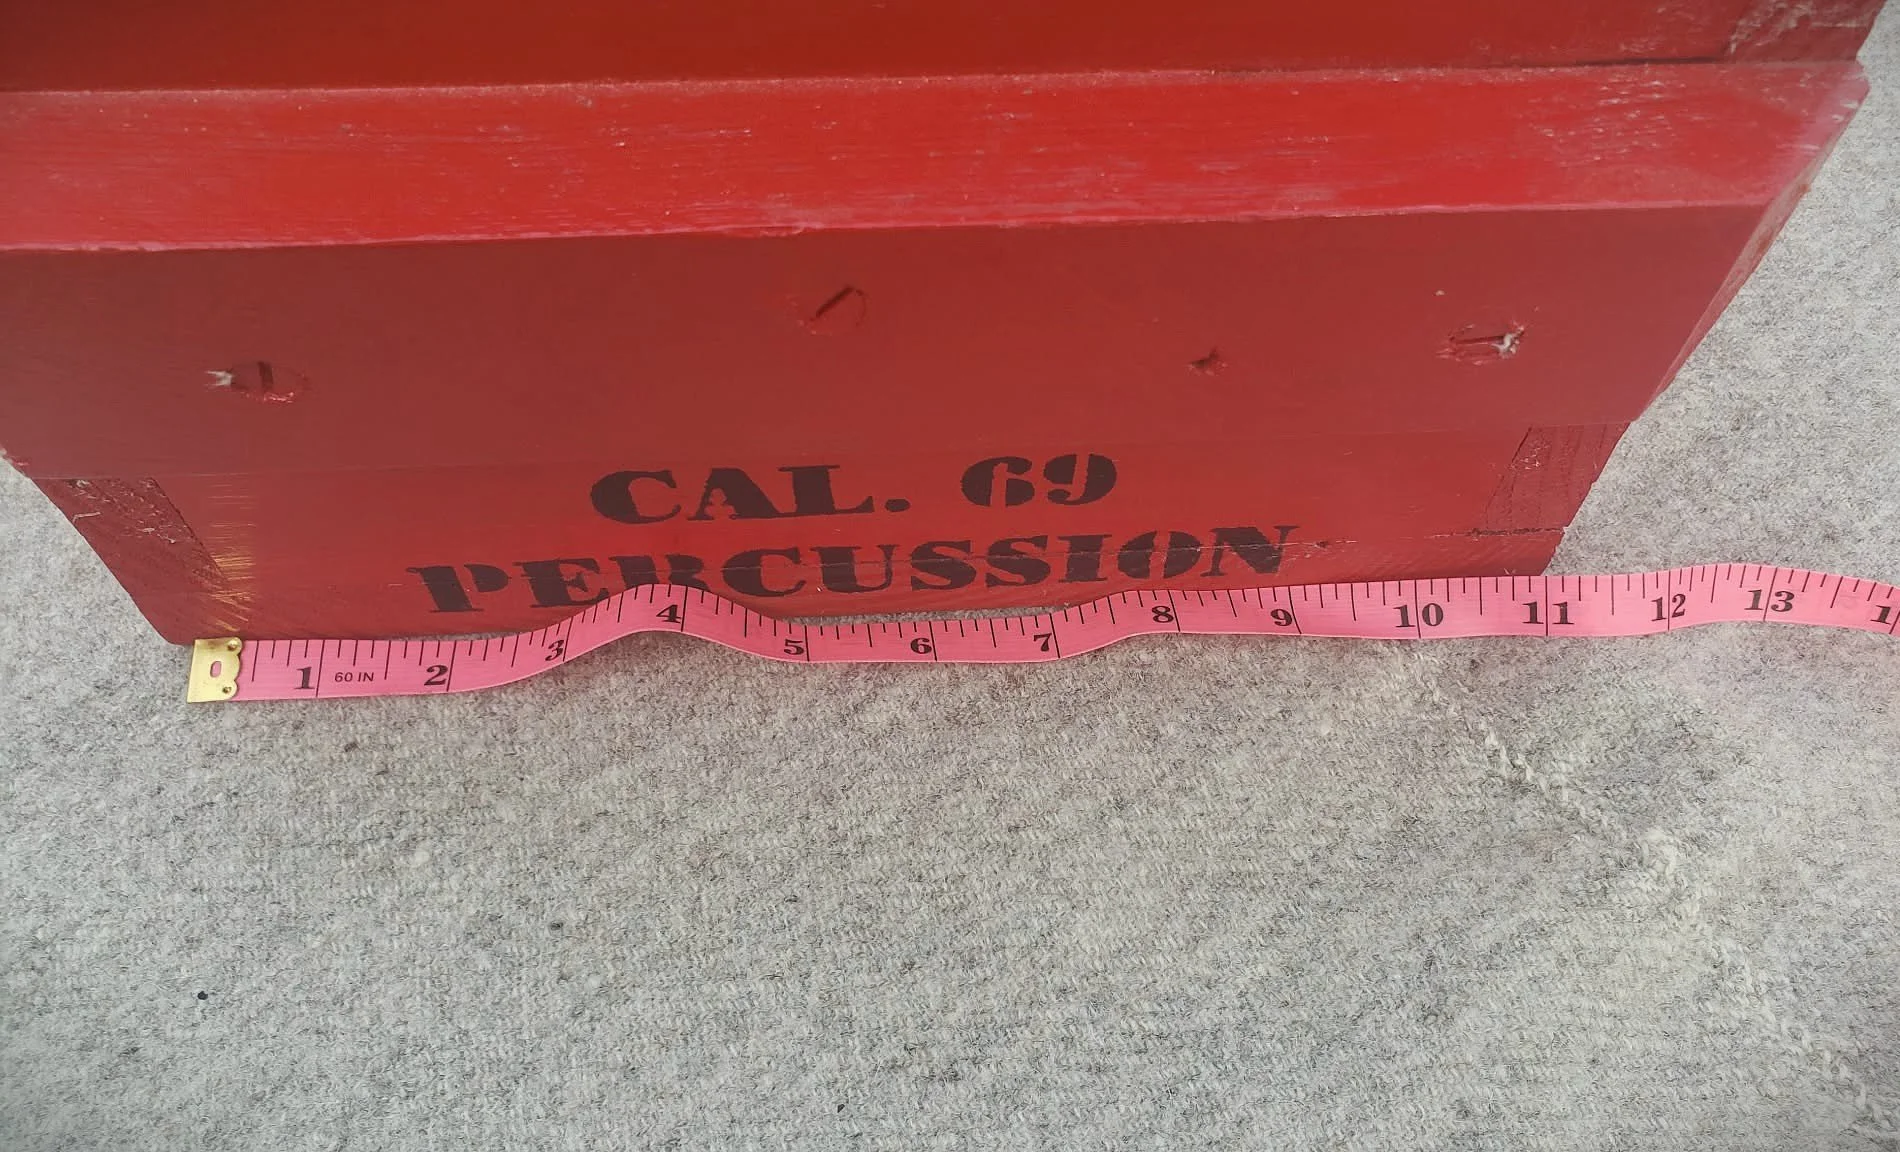 CAL. 69
PERCUSSION
1 60 IN 2 3 4 5 6 7 8 9 10 11 12 13